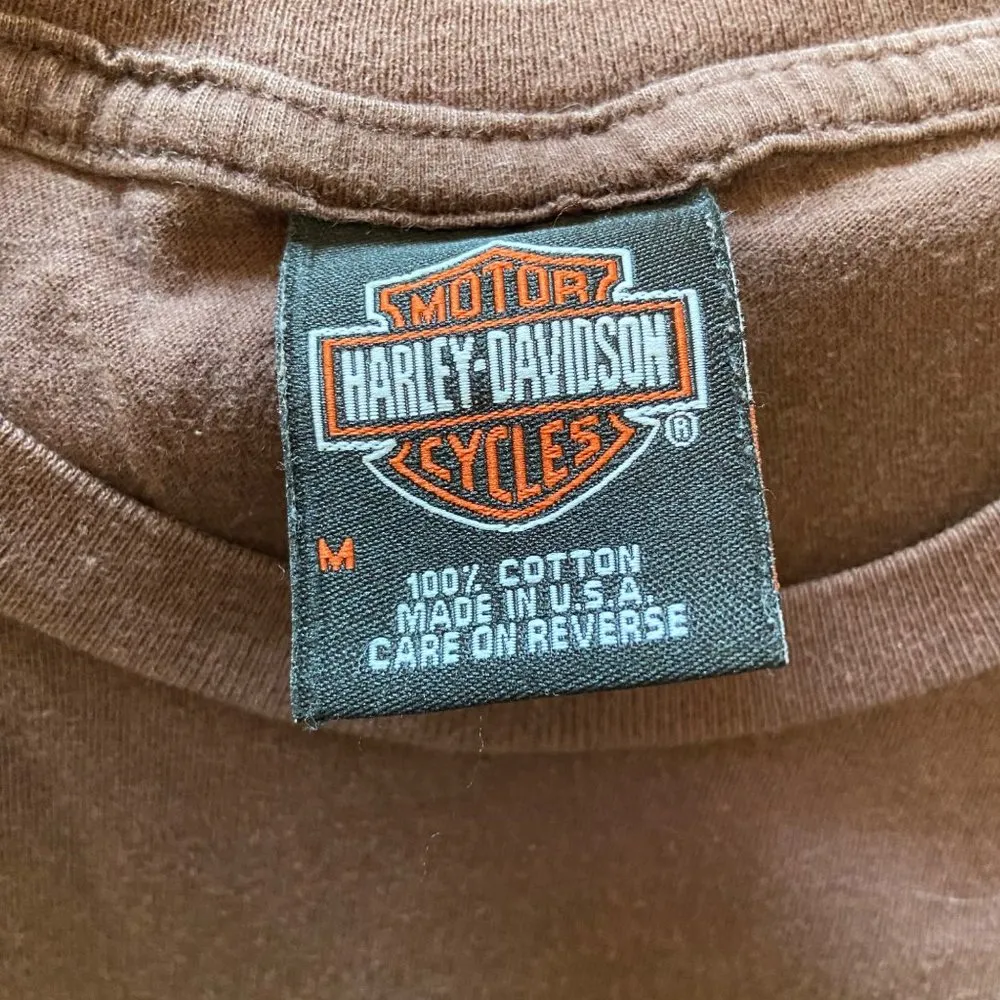 MOTOR
HARLEY-DAVIDSON
CYCLES
®
M
100% COTTON
MADE IN U.S.A.
CARE ON REVERSE